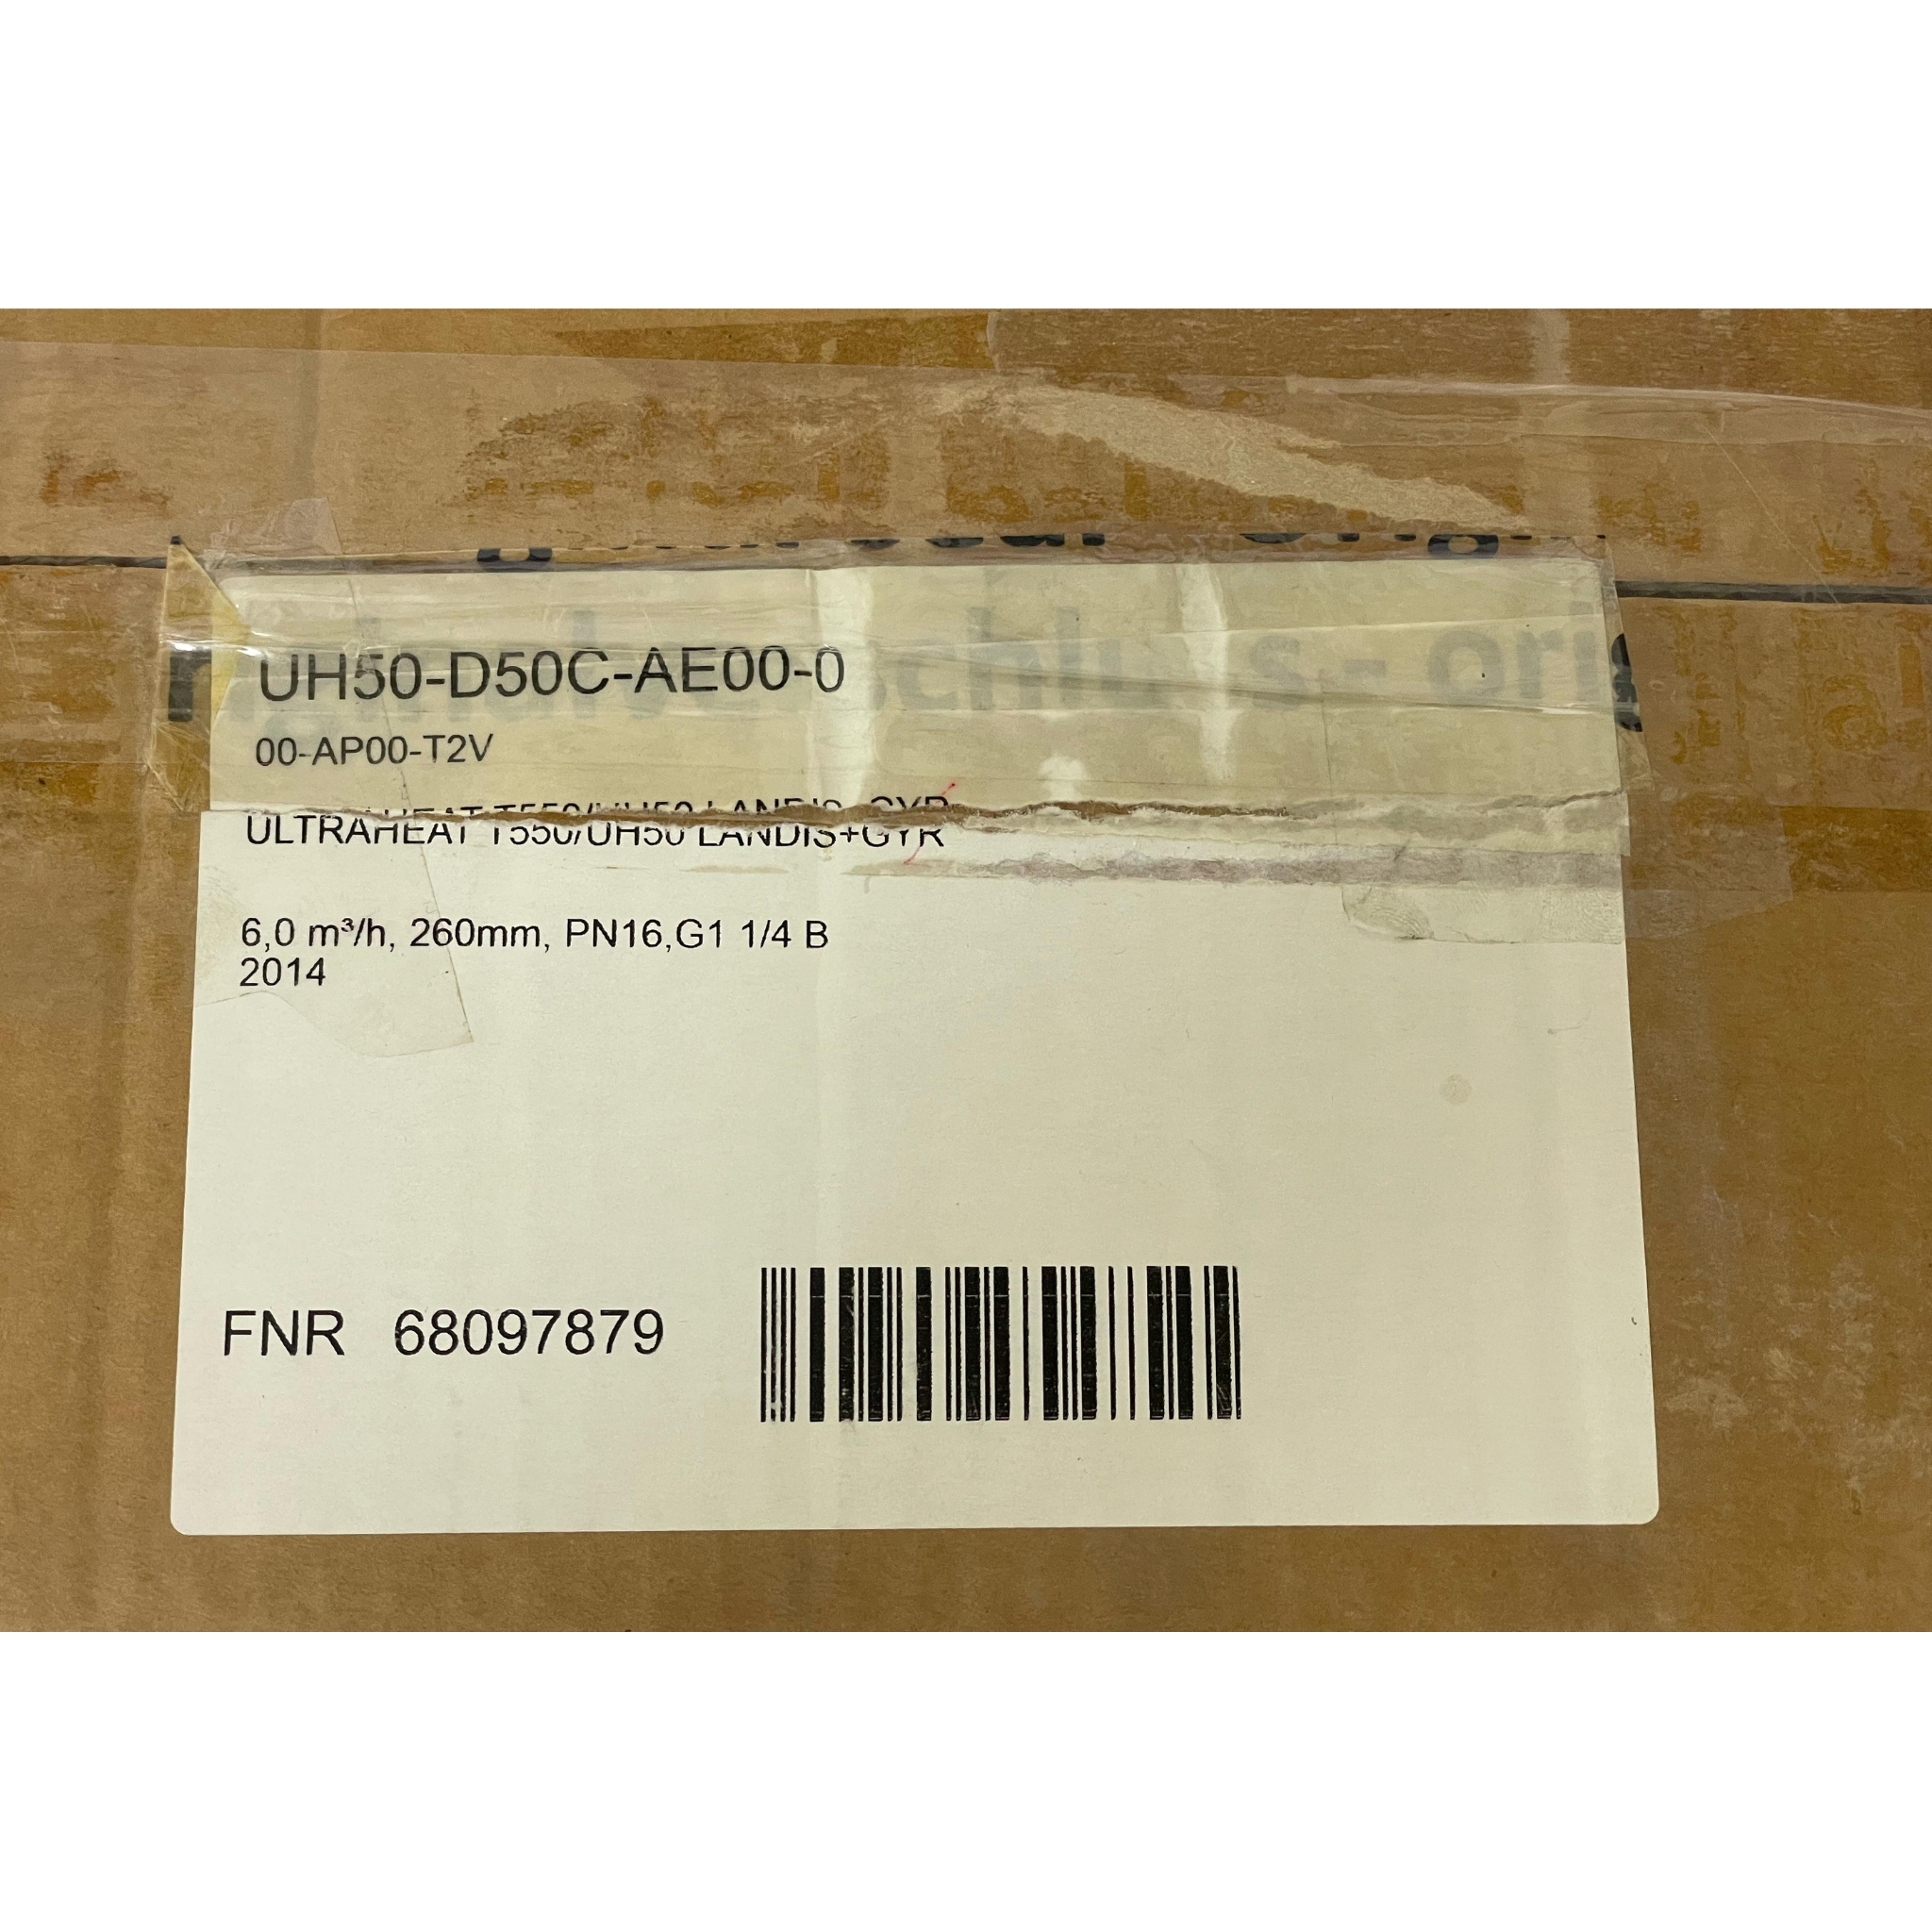 UH50-D50C-AE00-0
00-AP00-T2V
ULTRAHEAT T550/UH50 LANDIS+GYR
6,0 m³/h, 260mm, PN16,G1 1/4 B
2014
FNR 68097879